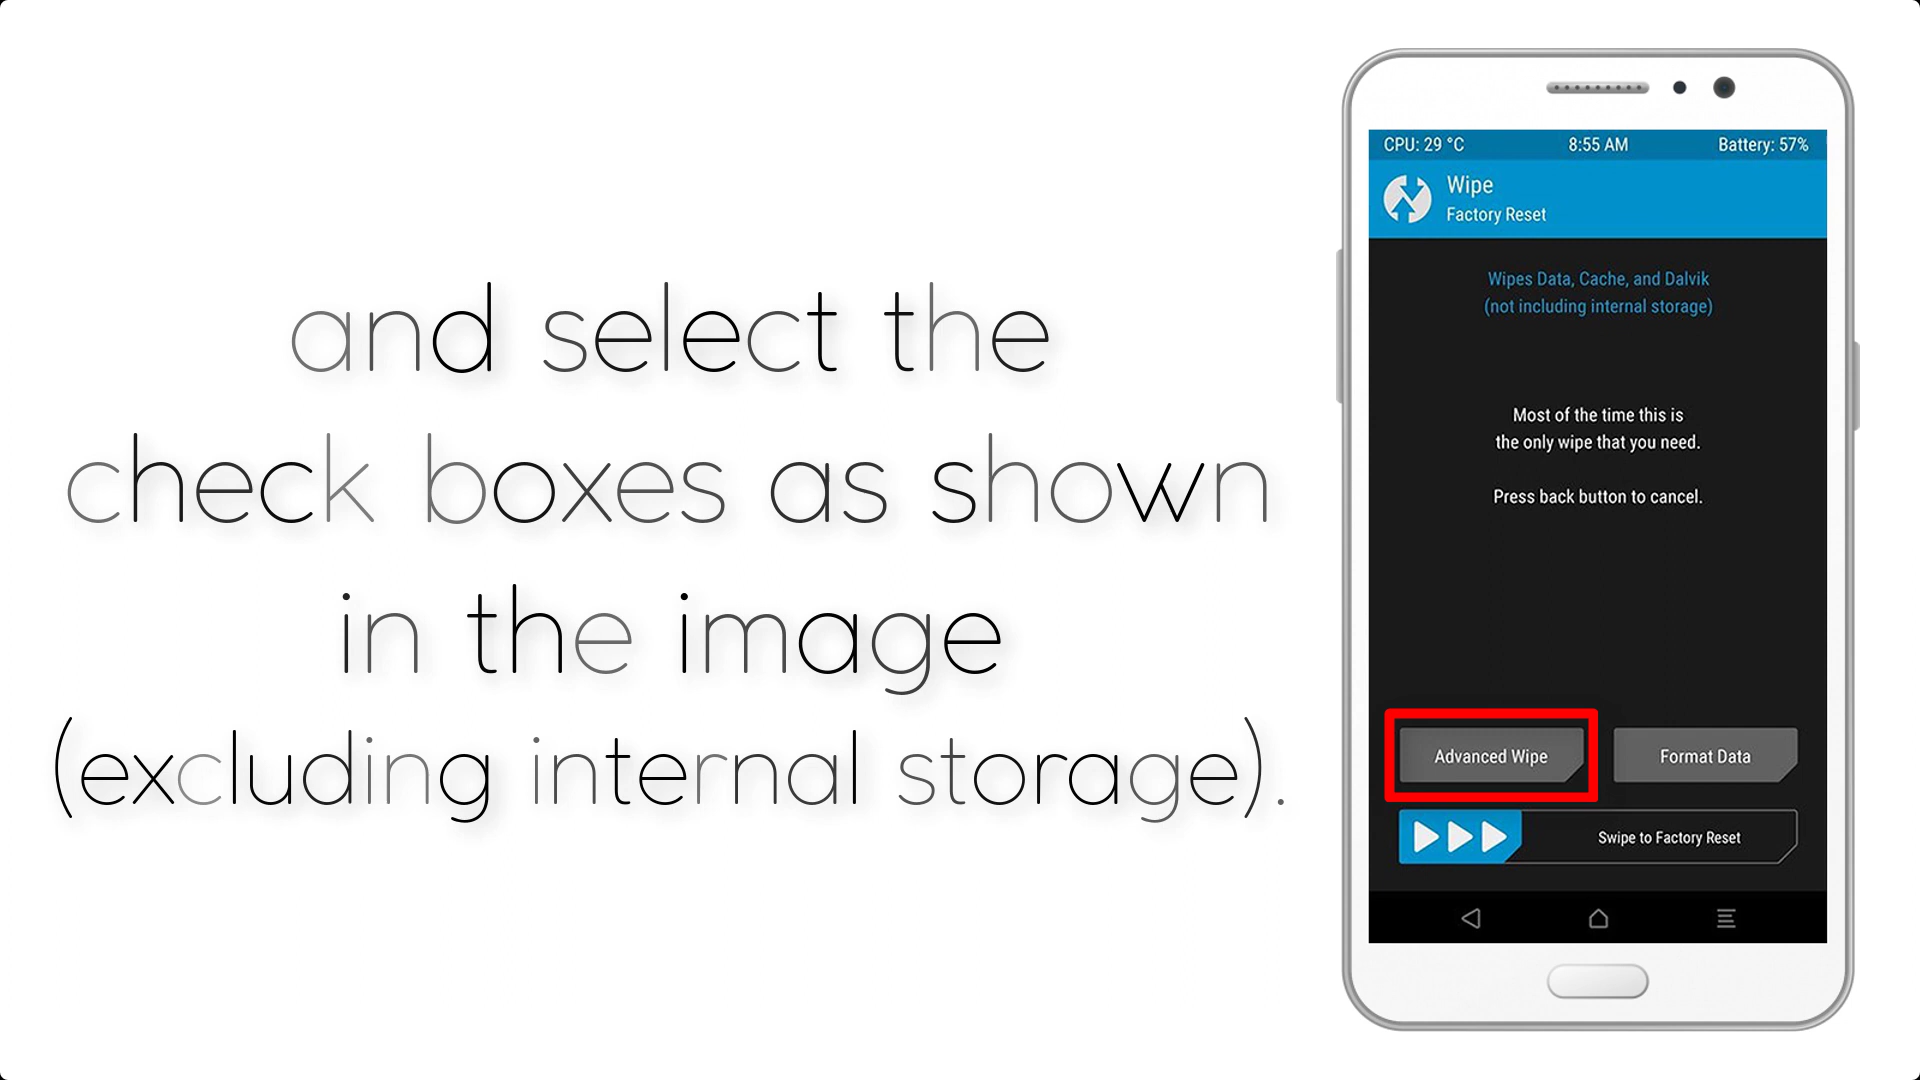 and select the
check boxes as shown
in the image
(excluding internal storage).
CPU: 29 °C 8:55 AM Battery: 57%
Wipe
Factory Reset
Wipes Data, Cache, and Dalvik
(not including internal storage)
Most of the time this is
the only wipe that you need.
Press back button to cancel.
Advanced Wipe Format Data
Swipe to Factory Reset